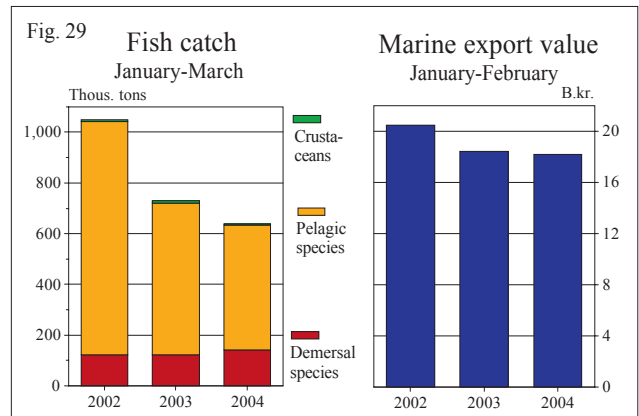 Fig. 29
Fish catch
January-March
Thous. tons
1,000
800
600
400
200
0
2002
2003
2004
Crusta-
ceans
Pelagic
species
Demersal
species
Marine export value
January-February
B.kr.
20
16
12
8
4
0
2002
2003
2004